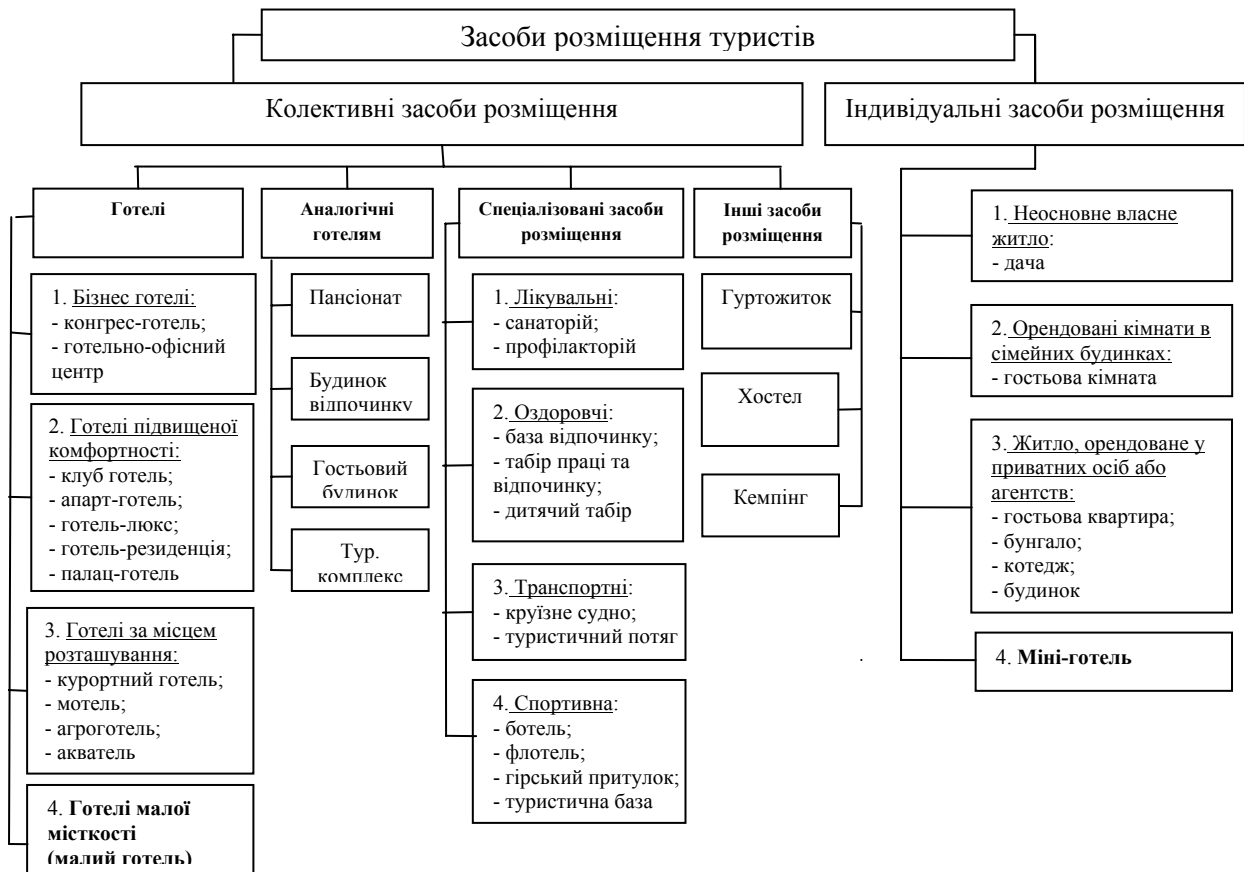 Засоби розміщення туристів
Колективні засоби розміщення
Індивідуальні засоби розміщення
Готелі
1. Бізнес готелі:
- конгрес-готель;
- готельно-офісний
центр
2. Готелі підвищеної
комфортності:
- клуб готель;
- апарт-готель;
- готель-люкс;
- готель-резиденція;
- палац-готель
3. Готелі за місцем
розташування:
- курортний готель;
- мотель;
- агроготель;
- акватель
4. Готелі малої
місткості
(малий готель)
Аналогічні
готелям
Пансіонат
Будинок
відпочинку
Гостьовий
будинок
Тур.
комплекс
Спеціалізовані засоби
розміщення
1. Лікувальні:
- санаторій;
- профілакторій
2. Оздоровчі:
- база відпочинку;
- табір праці та
відпочинку;
- дитячий табір
3. Транспортні:
- круїзне судно;
- туристичний потяг
4. Спортивна:
- ботель;
- флотель;
- гірський притулок;
- туристична база
Інші засоби
розміщення
Гуртожиток
Хостел
Кемпінг
1. Неосновне власне
житло:
- дача
2. Орендовані кімнати в
сімейних будинках:
- гостьова кімната
3. Житло, орендоване у
приватних осіб або
агентств:
- гостьова квартира;
- бунгало;
- котедж;
- будинок
4. Міні-готель